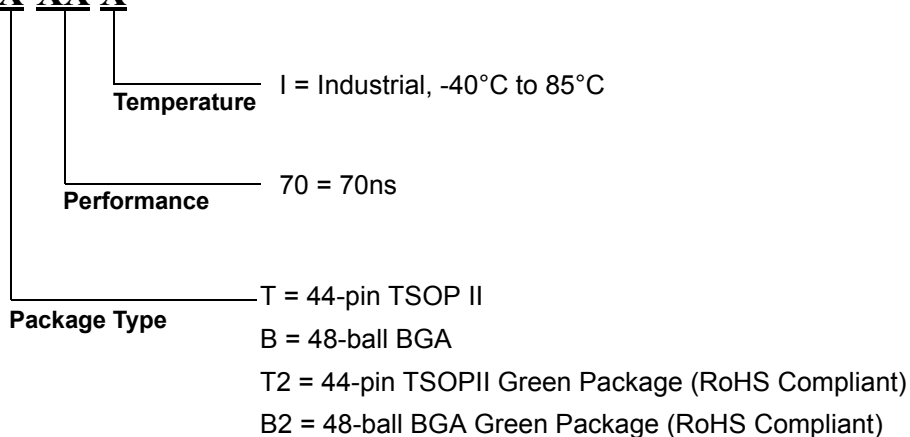 I = Industrial, -40°C to 85°C
Temperature
70 = 70ns
Performance
T = 44-pin TSOP II
Package Type
B = 48-ball BGA
T2 = 44-pin TSOPII Green Package (RoHS Compliant)
B2 = 48-ball BGA Green Package (RoHS Compliant)